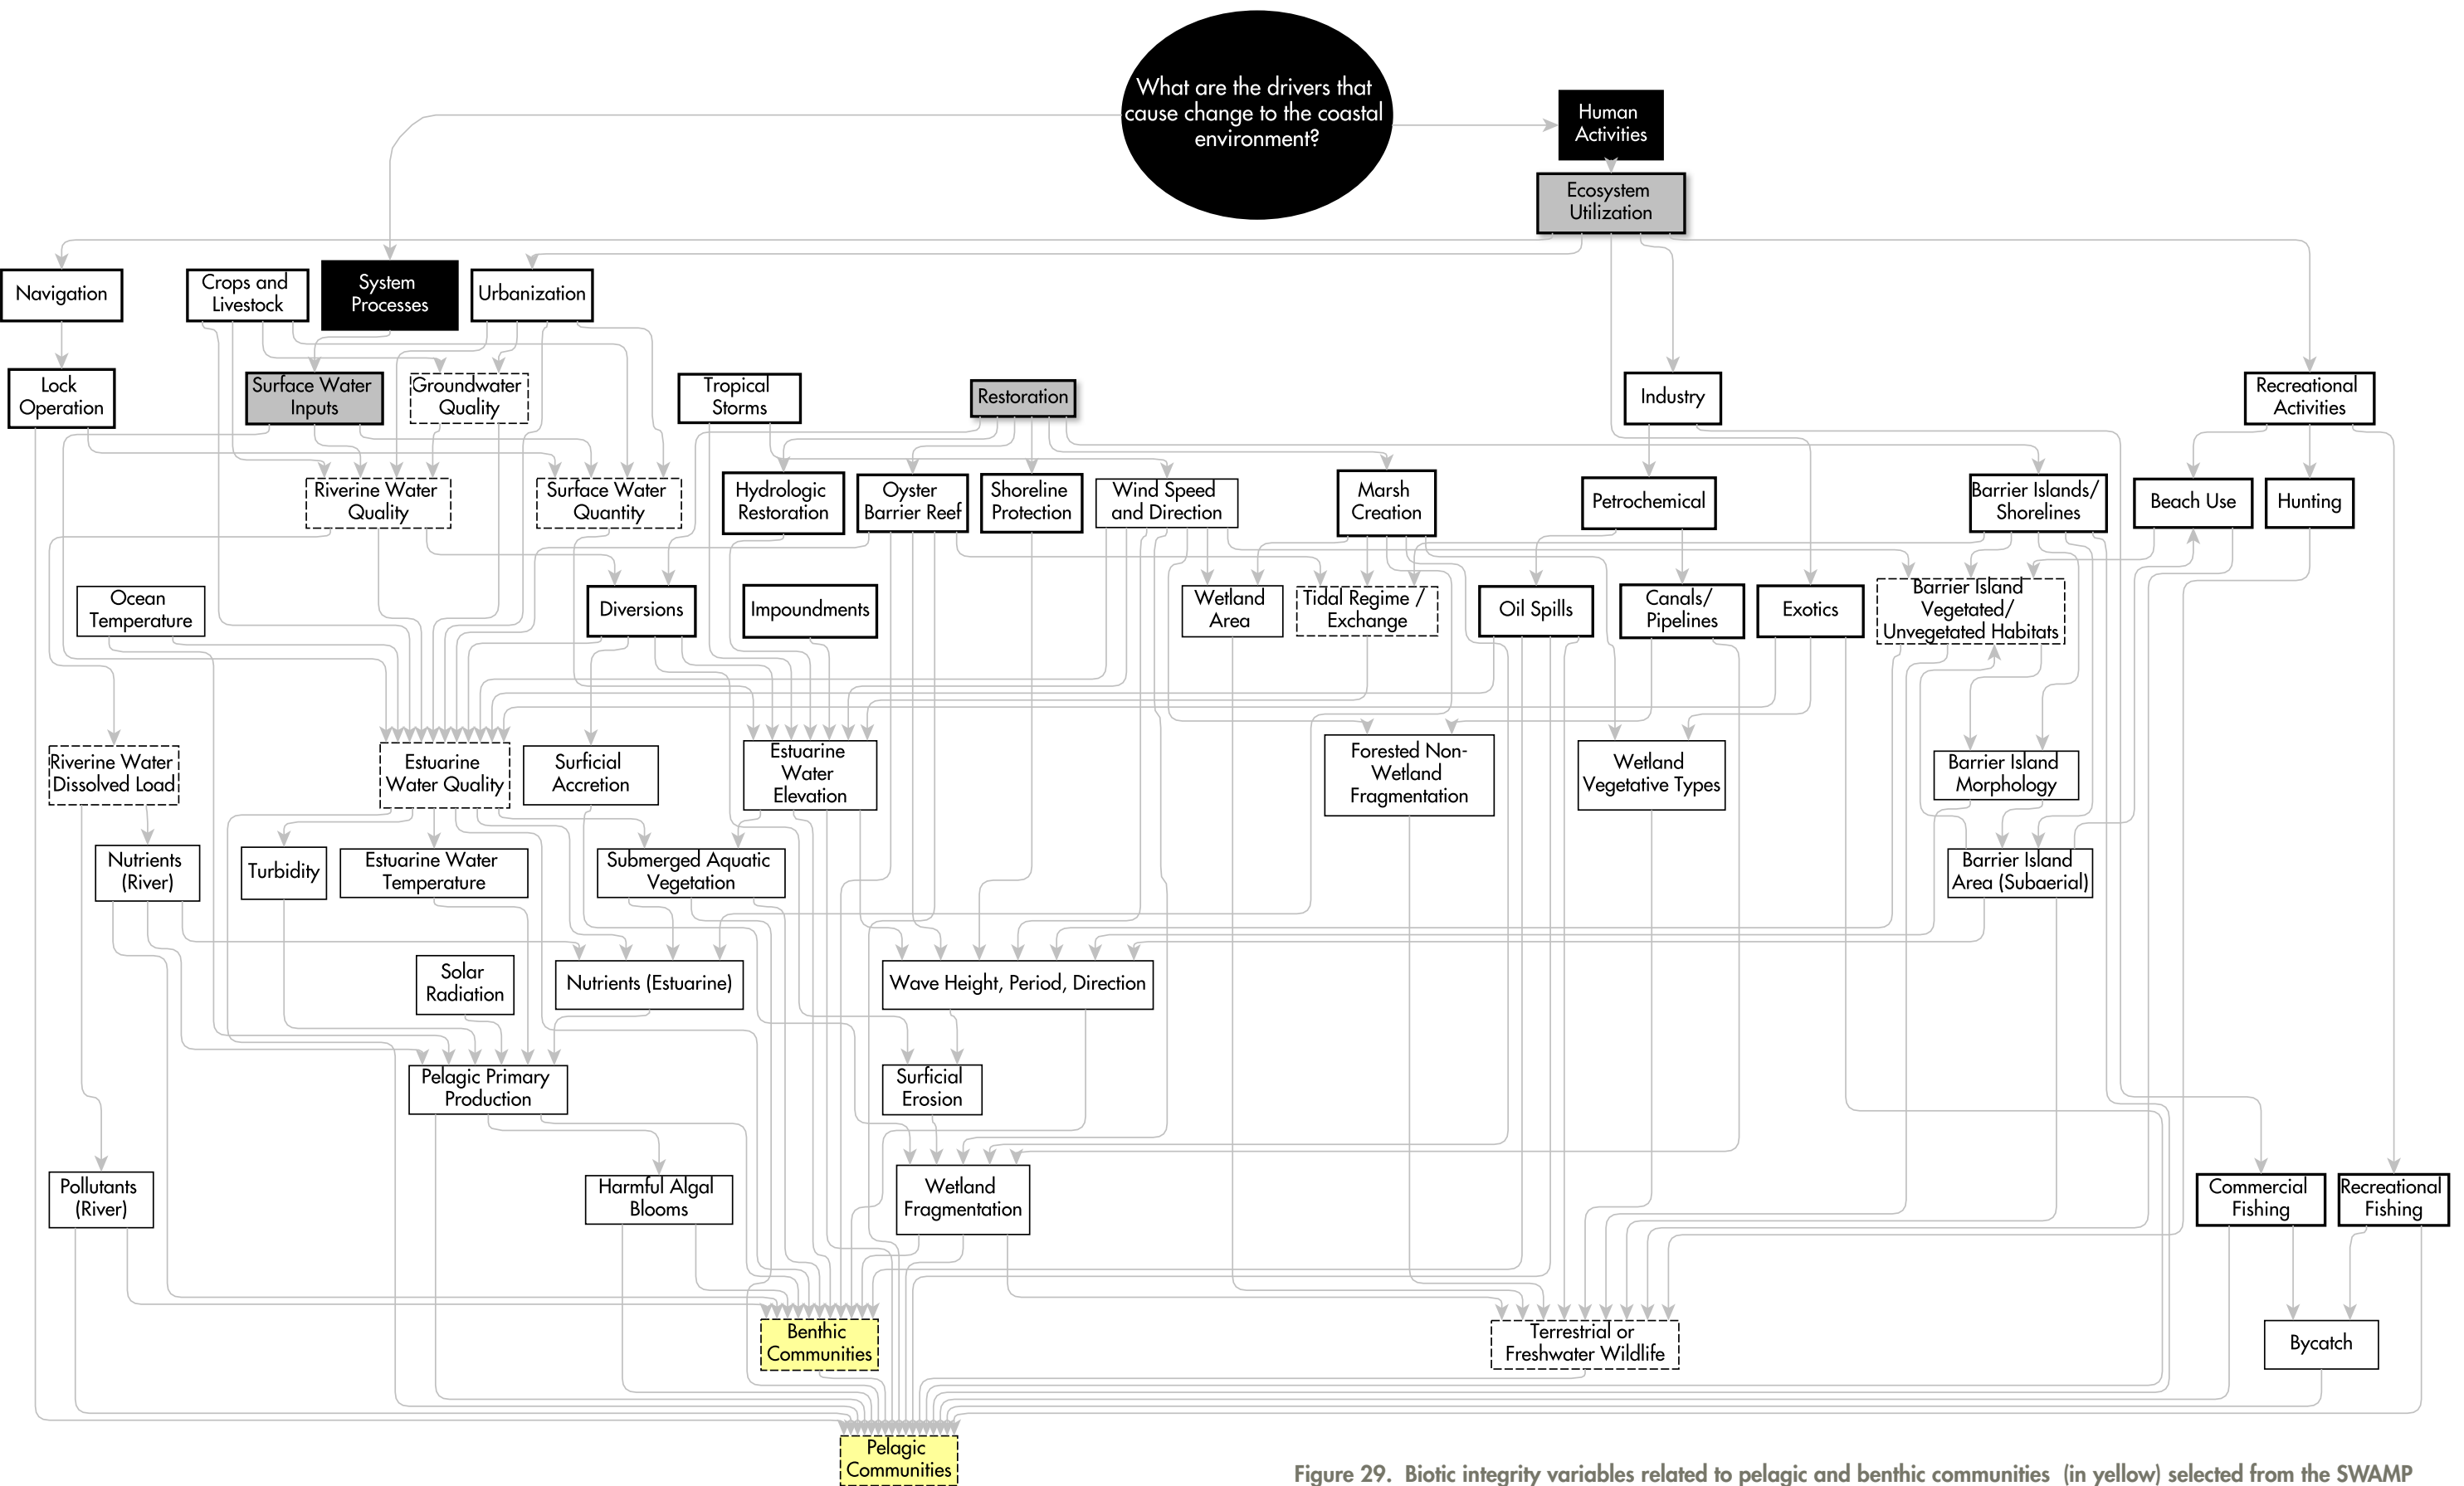 What are the drivers that
cause change to the coastal
environment?
Human
Activities
Ecosystem
Utilization
Navigation
Crops and
Livestock
System
Processes
Urbanization
Lock
Operation
Surface Water
Inputs
Groundwater
Quality
Tropical
Storms
Restoration
Industry
Recreational
Activities
Riverine Water
Quality
Surface Water
Quantity
Hydrologic
Restoration
Oyster
Barrier Reef
Shoreline
Protection
Wind Speed
and Direction
Marsh
Creation
Petrochemical
Barrier Islands/
Shorelines
Beach Use
Hunting
Ocean
Temperature
Diversions
Impoundments
Wetland
Area
Tidal Regime /
Exchange
Oil Spills
Canals/
Pipelines
Exotics
Barrier Island
Vegetated/
Unvegetated Habitats
Riverine Water
Dissolved Load
Estuarine
Water Quality
Surficial
Accretion
Estuarine
Water
Elevation
Forested Non-
Wetland
Fragmentation
Wetland
Vegetative Types
Barrier Island
Morphology
Nutrients
(River)
Turbidity
Estuarine Water
Temperature
Submerged Aquatic
Vegetation
Barrier Island
Area (Subaerial)
Solar
Radiation
Nutrients (Estuarine)
Wave Height, Period, Direction
Pelagic Primary
Production
Surficial
Erosion
Pollutants
(River)
Harmful Algal
Blooms
Wetland
Fragmentation
Commercial
Fishing
Recreational
Fishing
Benthic
Communities
Terrestrial or
Freshwater Wildlife
Bycatch
Pelagic
Communities
Figure 29. Biotic integrity variables related to pelagic and benthic communities (in yellow) selected from the SWAMP